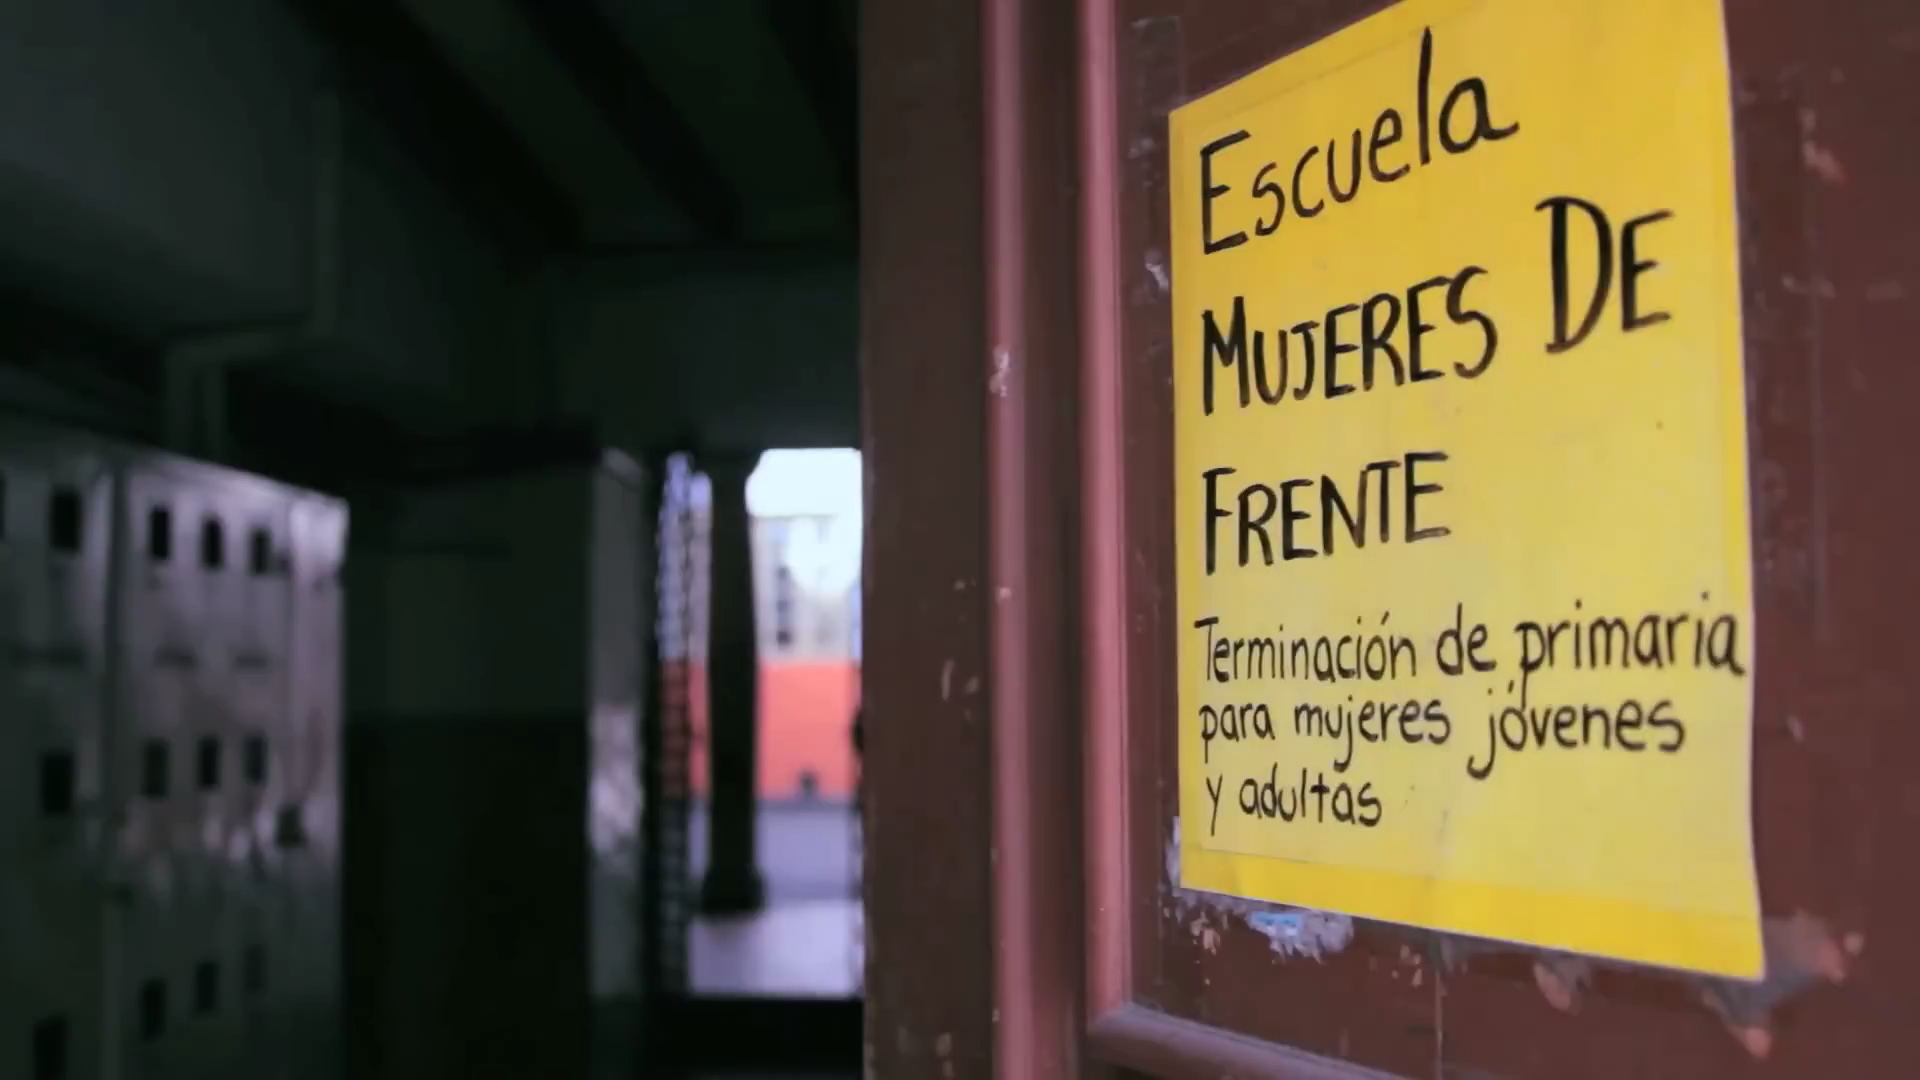 Escuela
MUJERES DE
FRENTE
Terminación de primaria
para mujeres jóvenes
y adultas